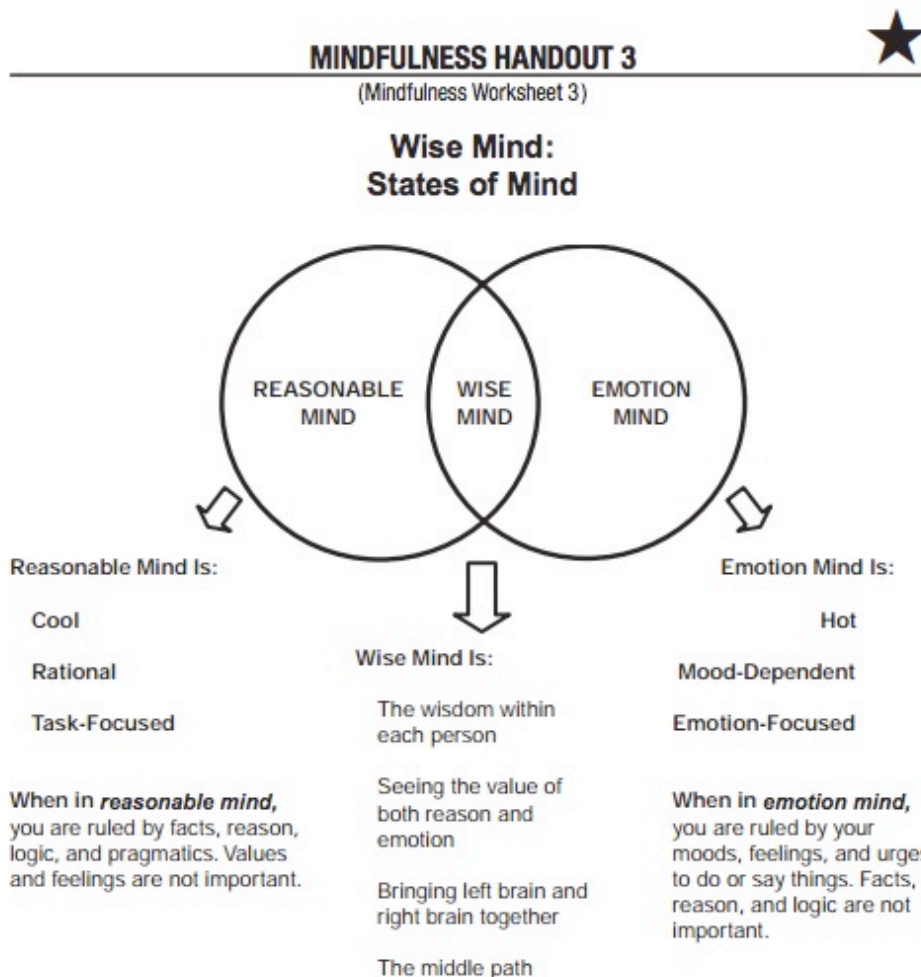 MINDFULNESS HANDOUT 3
(Mindfulness Worksheet 3)
Wise Mind:
States of Mind
REASONABLE
MIND
WISE
MIND
EMOTION
MIND
Reasonable Mind Is:
Cool
Rational
Task-Focused
When in reasonable mind,
you are ruled by facts, reason,
logic, and pragmatics. Values
and feelings are not important.
Wise Mind Is:
The wisdom within
each person
Seeing the value of
both reason and
emotion
Bringing left brain and
right brain together
The middle path
Emotion Mind Is:
Hot
Mood-Dependent
Emotion-Focused
When in emotion mind,
you are ruled by your
moods, feelings, and urges
to do or say things. Facts,
reason, and logic are not
important.